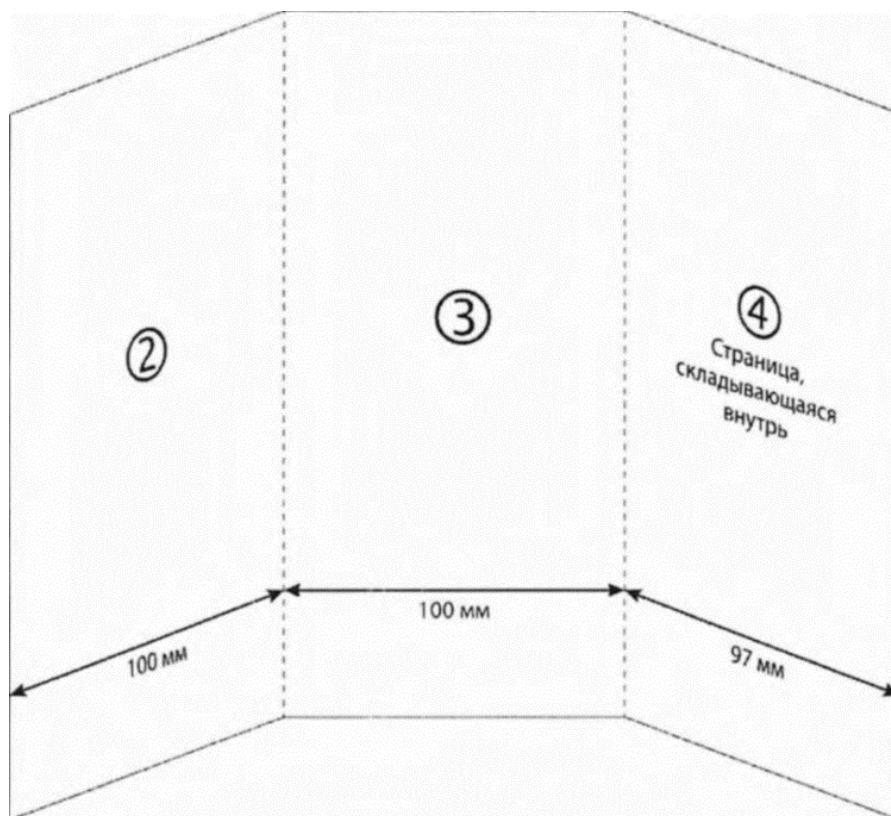 2
3
4
Страница,
складывающаяся
внутрь
100 мм
100 мм
97 мм